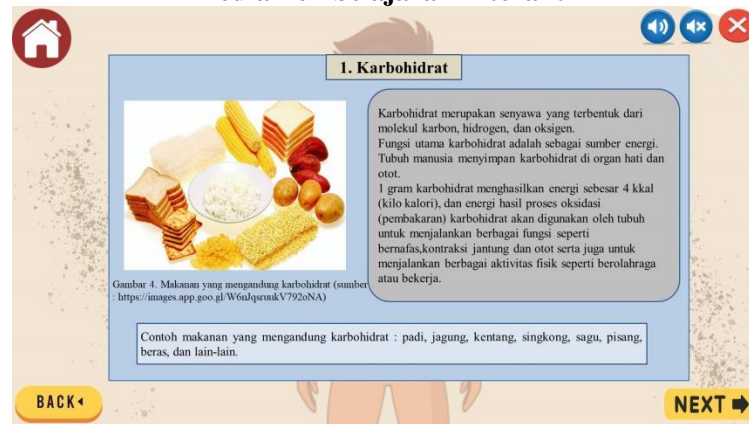 1. Karbohidrat
Karbohidrat merupakan senyawa yang terbentuk dari
molekul karbon, hidrogen, dan oksigen.
Fungsi utama karbohidrat adalah sebagai sumber energi.
Tubuh manusia menyimpan karbohidrat di organ hati dan
otot.
1 gram karbohidrat menghasilkan energi sebesar 4 kkal
(kilo kalori), dan energi hasil proses oksidasi
(pembakaran) karbohidrat akan digunakan oleh tubuh
untuk menjalankan berbagai fungsi seperti
bernafas,kontraksi jantung dan otot serta juga untuk
menjalankan berbagai aktivitas fisik seperti berolahraga
atau bekerja.
Gambar 4. Makanan yang mengandung karbohidrat (sumber
: https://images.app.goo.gl/W6nJqsruukV792oNA)
Contoh makanan yang mengandung karbohidrat : padi, jagung, kentang, singkong, sagu, pisang,
beras, dan lain-lain.
BACK
NEXT